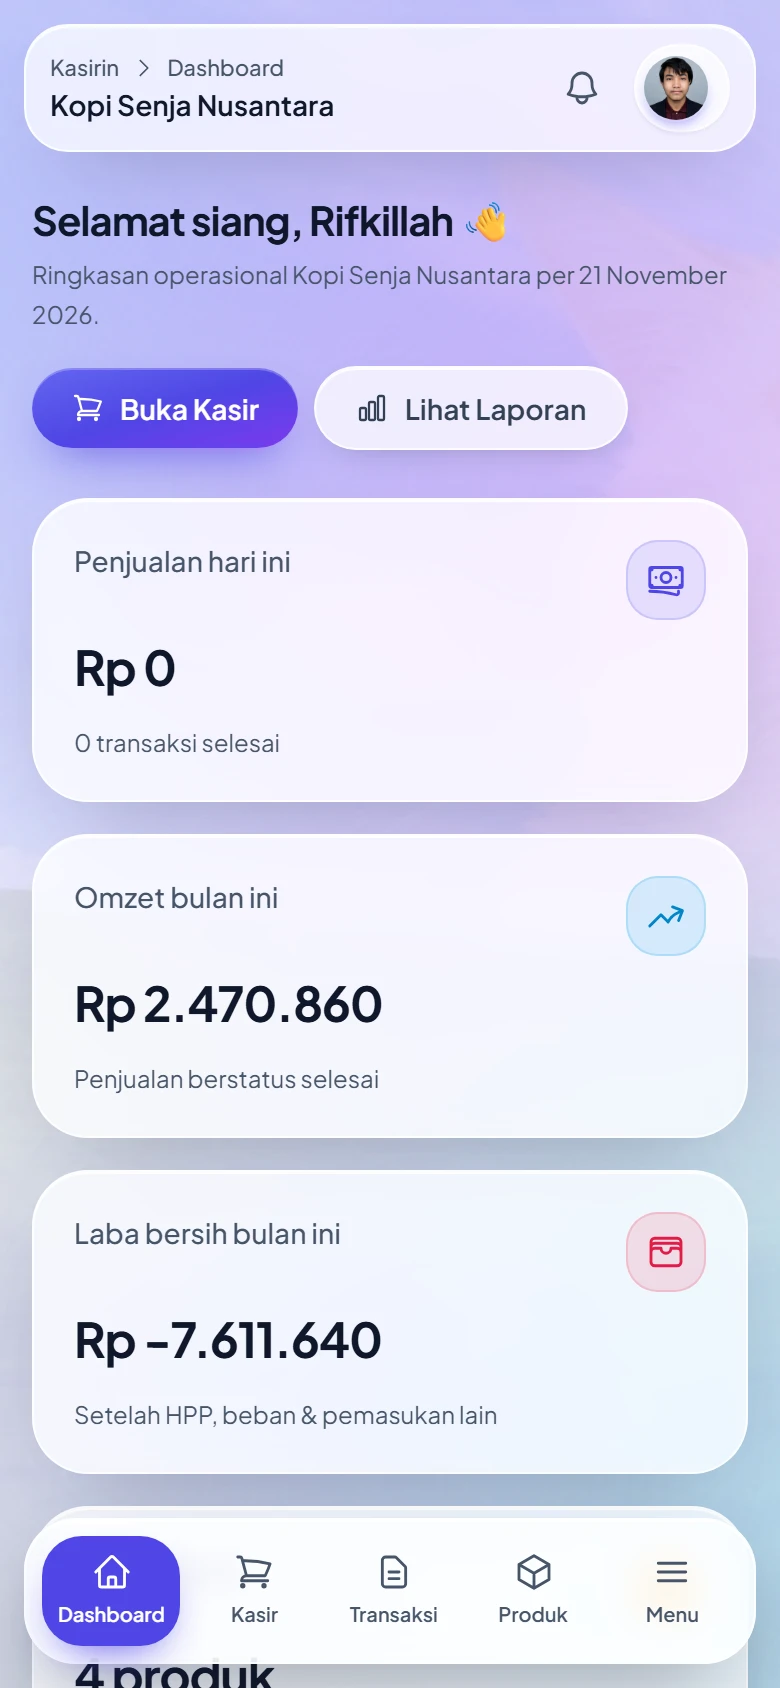 Kasirin > Dashboard
Kopi Senja Nusantara
Selamat siang, Rifkillah 👋
Ringkasan operasional Kopi Senja Nusantara per 21 November
2026.
Buka Kasir
Lihat Laporan
Penjualan hari ini
Rp 0
0 transaksi selesai
Omzet bulan ini
Rp 2.470.860
Penjualan berstatus selesai
Laba bersih bulan ini
Rp -7.611.640
Setelah HPP, beban & pemasukan lain
Dashboard
Kasir
Transaksi
Produk
Menu
4 produk